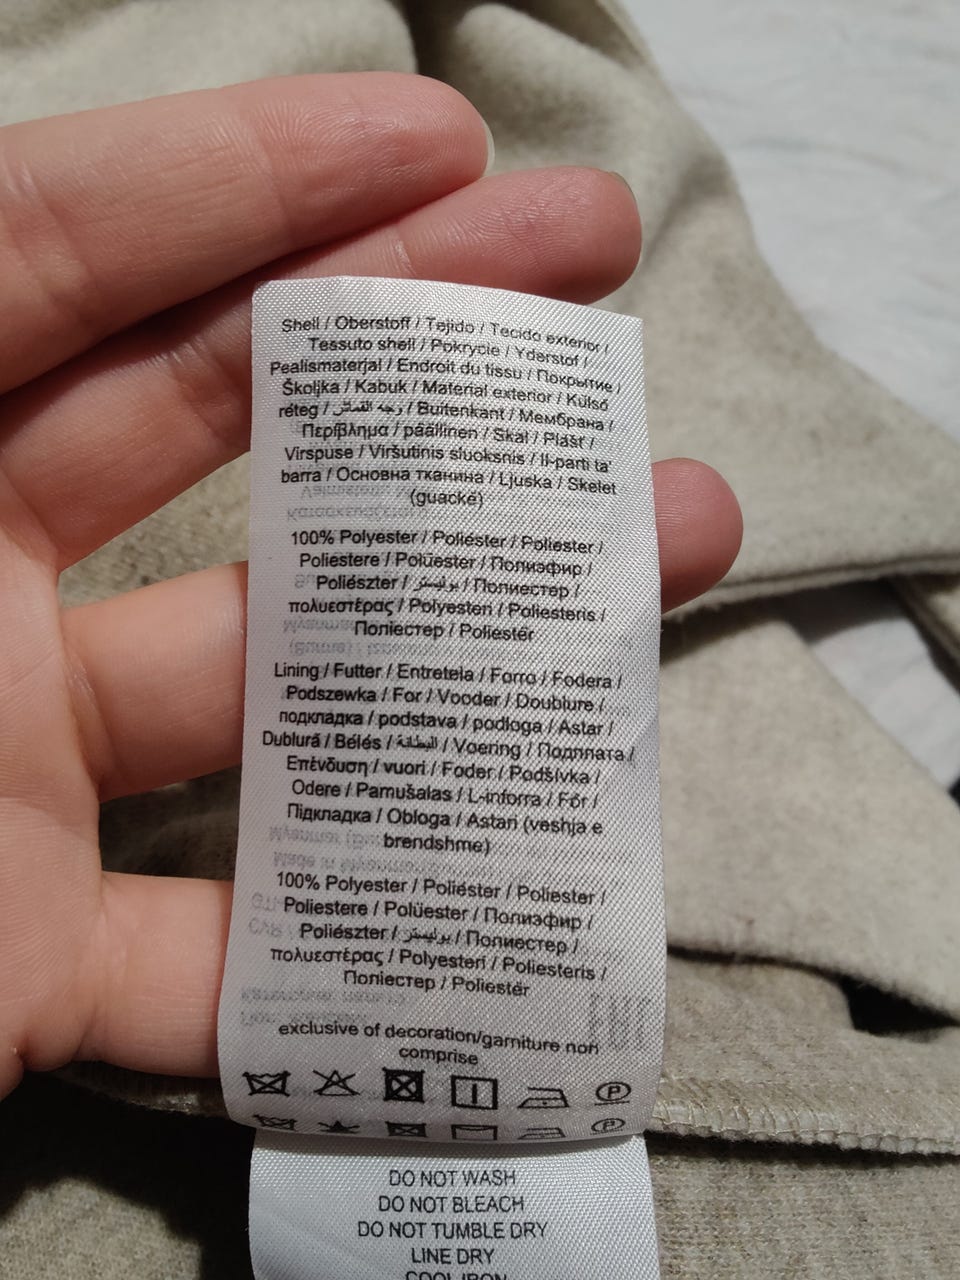 Shell / Oberstoff / Tejido / Tecido exterior /
Tessuto shell / Pokrycie / Yderstof /
Pealismaterjal / Endroit du tissu / Покрытие /
Školjka / Kabuk / Material exterior / Külső
réteg / وجه القماش / Buitenkant / Мембрана /
Περίβλημα / päällinen / Skal / Plášť /
Virspuse / Viršutinis sluoksnis / Il-parti ta'
barra / Основна тканина / Ljuska / Skelet
(guackë)
100% Polyester / Poliéster / Poliester /
Poliestere / Polüester / Полиэфир /
Poliészter / بوليستر / Полиестер /
πολυεστέρας / Polyesteri / Poliesteris /
Поліестер / Poliestër
Lining / Futter / Entretela / Forro / Fodera /
Podszewka / For / Vooder / Doublure /
подкладка / podstava / podloga / Astar /
Dublură / Bélés / البطانة / Voering / Подплата /
Επένδυση / vuori / Foder / Podšívka /
Odere / Pamušalas / L-inforra / Fór /
Підкладка / Obloga / Astari (veshja e
brendshme)
100% Polyester / Poliéster / Poliester /
Poliestere / Polüester / Полиэфир /
Poliészter / بوليستر / Полиестер /
πολυεστέρας / Polyesteri / Poliesteris /
Поліестер / Poliestër
exclusive of decoration/garniture non
comprise
P
P
DO NOT WASH
DO NOT BLEACH
DO NOT TUMBLE DRY
LINE DRY
COOL IRON